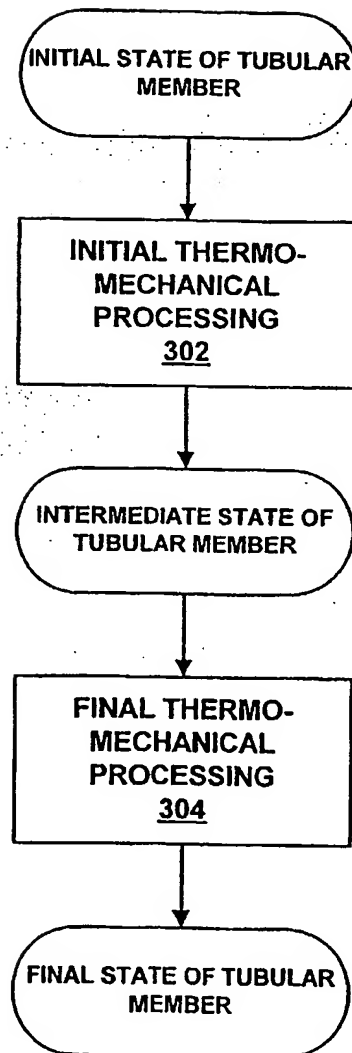 INITIAL STATE OF TUBULAR
MEMBER
INITIAL THERMO-
MECHANICAL
PROCESSING
302
INTERMEDIATE STATE OF
TUBULAR MEMBER
FINAL THERMO-
MECHANICAL
PROCESSING
304
FINAL STATE OF TUBULAR
MEMBER